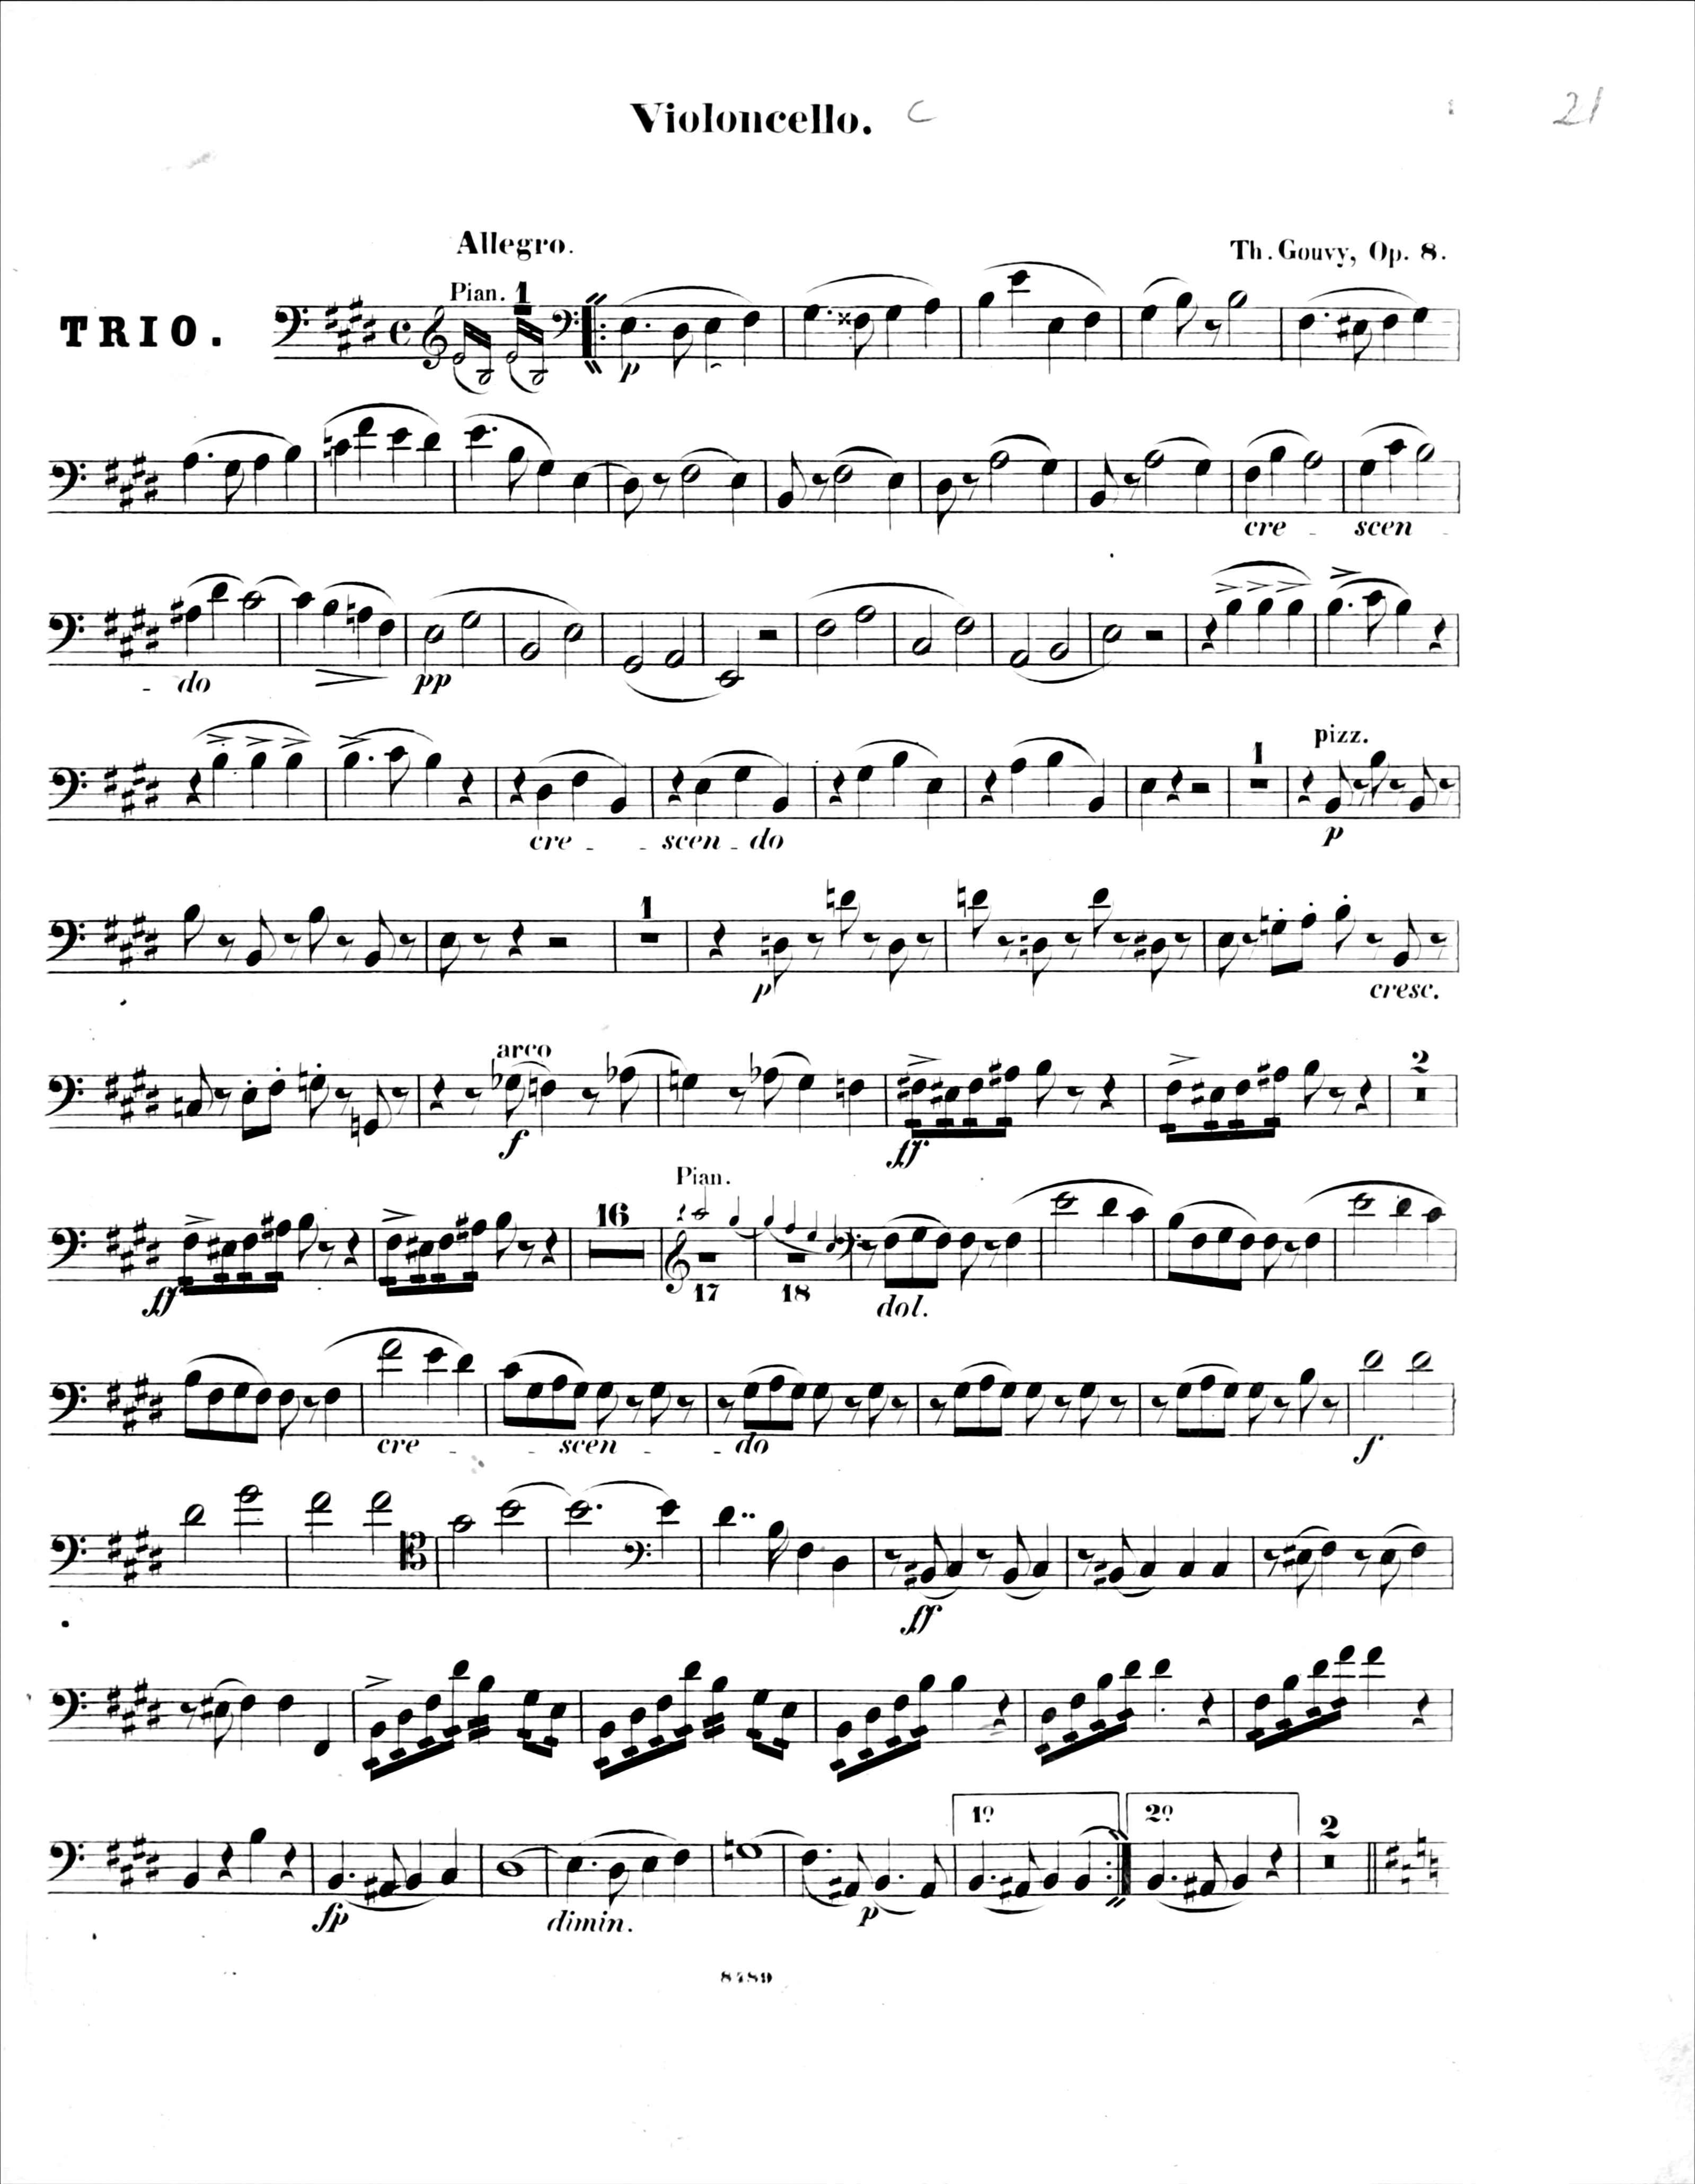 Violoncello. C
21
Allegro.
Th. Gouvy, Op. 8.
TRIO.
Pian. 1
p
cre - scen -
- do pp
pizz.
1
cre - - scen - do p
1
p cresc.
arco
2
f ff
Pian.
16
ff 17 18 dol.
cre - - scen - - do f
ff
1º 2º 2
fp dimin. p